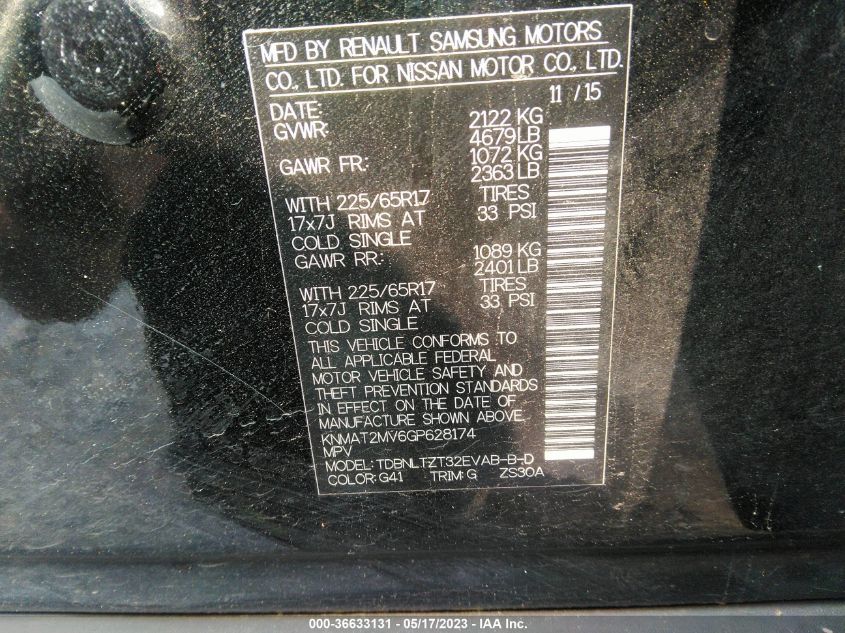 MFD BY RENAULT SAMSUNG MOTORS
CO., LTD. FOR NISSAN MOTOR CO., LTD.
DATE: 11 / 15
GVWR: 2122 KG
4679 LB
GAWR FR: 1072 KG
2363 LB
WITH 225/65R17 TIRES
17x7J RIMS AT 33 PSI
COLD SINGLE
GAWR RR: 1089 KG
2401 LB
WITH 225/65R17 TIRES
17x7J RIMS AT 33 PSI
COLD SINGLE
THIS VEHICLE CONFORMS TO
ALL APPLICABLE FEDERAL
MOTOR VEHICLE SAFETY AND
THEFT PREVENTION STANDARDS
IN EFFECT ON THE DATE OF
MANUFACTURE SHOWN ABOVE.
KNMAT2MV6GP628174
MPV
MODEL: TDBNLTZT32EVAB-B-D
COLOR: G41 TRIM: G ZS30A
000-36633131 - 05/17/2023 - IAA Inc.